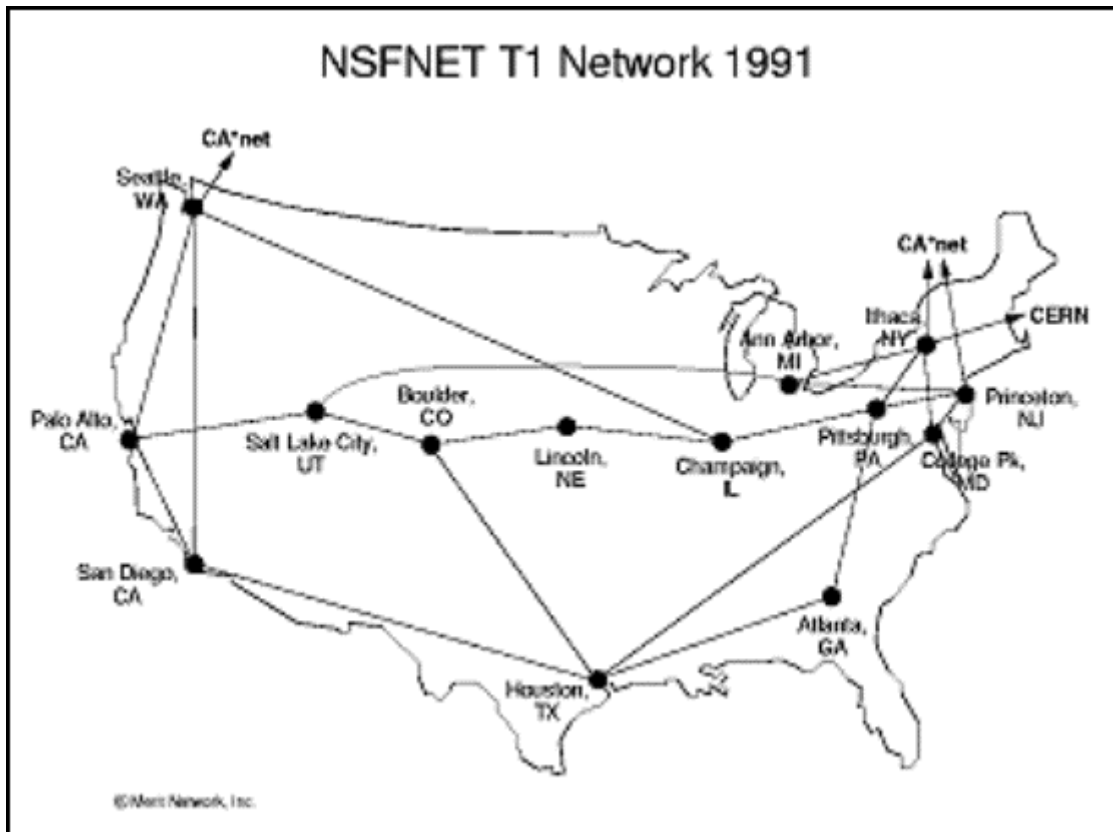 NSFNET T1 Network 1991
CA*net
Seattle,
WA
CA*net
Ithaca,
NY
CERN
Ann Arbor,
MI
Boulder,
CO
Princeton,
NJ
Palo Alto,
CA
Salt Lake City,
UT
Lincoln,
NE
Champaign,
IL
Pittsburgh,
PA
College Pk,
MD
San Diego,
CA
Atlanta,
GA
Houston,
TX
© Merit Network, Inc.